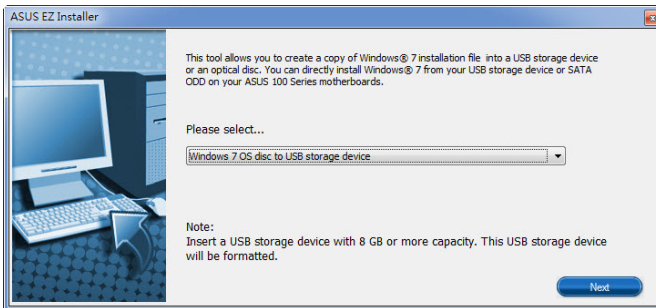 ASUS EZ Installer
This tool allows you to create a copy of Windows® 7 installation file into a USB storage device
or an optical disc. You can directly install Windows® 7 from your USB storage device or SATA
ODD on your ASUS 100 Series motherboards.
Please select...
Windows 7 OS disc to USB storage device
Note:
Insert a USB storage device with 8 GB or more capacity. This USB storage device
will be formatted.
Next